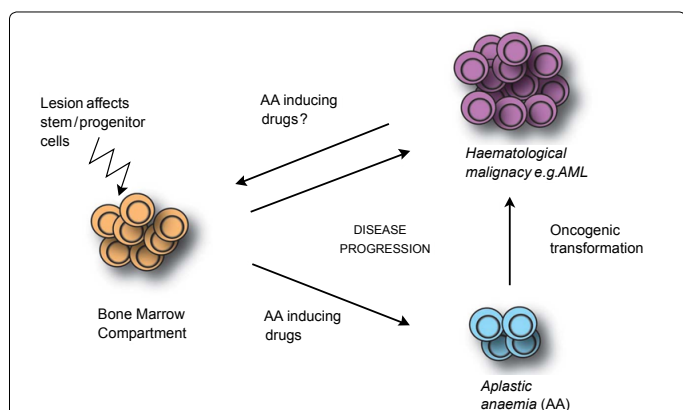 Lesion affects
stem/progenitor
cells
AA inducing
drugs?
Haematological
malignacy e.g.AML
DISEASE
PROGRESSION
Oncogenic
transformation
Bone Marrow
Compartment
AA inducing
drugs
Aplastic
anaemia (AA)